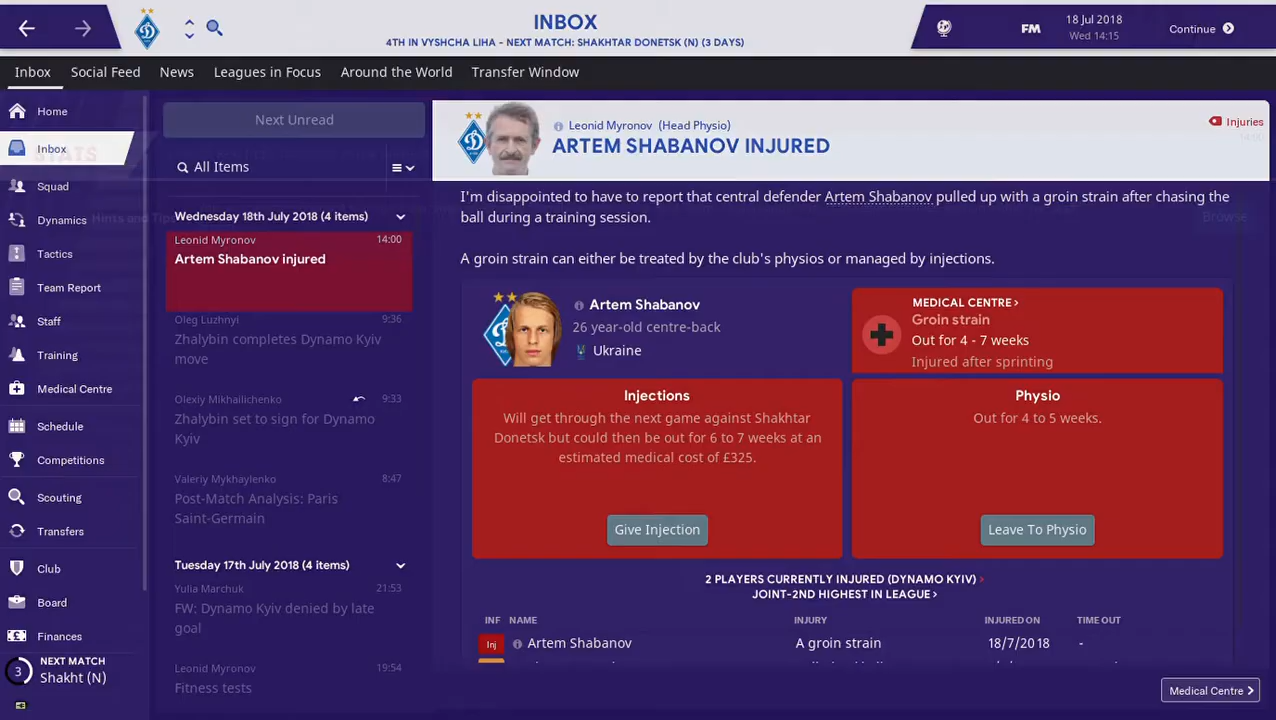 INBOX
4TH IN VYSHCHA LIHA - NEXT MATCH: SHAKHTAR DONETSK (N) (3 DAYS)
FM
18 Jul 2018
Wed 14:15
Continue
Inbox
Social Feed
News
Leagues in Focus
Around the World
Transfer Window
Home
Inbox
Squad
Dynamics
Tactics
Team Report
Staff
Training
Medical Centre
Schedule
Competitions
Scouting
Transfers
Club
Board
Finances
3
NEXT MATCH
Shakht (N)
STATS
Hints and Tips
Next Unread
All Items
Wednesday 18th July 2018 (4 items)
Leonid Myronov 14:00
Artem Shabanov injured
Oleg Luzhnyi 9:36
Zhalybin completes Dynamo Kyiv
move
Olexiy Mikhailichenko 9:33
Zhalybin set to sign for Dynamo
Kyiv
Valeriy Mykhaylenko 8:47
Post-Match Analysis: Paris
Saint-Germain
Tuesday 17th July 2018 (4 items)
Yulia Marchuk 21:53
FW: Dynamo Kyiv denied by late
goal
Leonid Myronov 19:54
Fitness tests
Leonid Myronov (Head Physio)
ARTEM SHABANOV INJURED
Injuries
14:00
I'm disappointed to have to report that central defender Artem Shabanov pulled up with a groin strain after chasing the
ball during a training session.
Browse
A groin strain can either be treated by the club's physios or managed by injections.
Artem Shabanov
26 year-old centre-back
Ukraine
MEDICAL CENTRE >
Groin strain
Out for 4 - 7 weeks
Injured after sprinting
Injections
Will get through the next game against Shakhtar
Donetsk but could then be out for 6 to 7 weeks at an
estimated medical cost of £325.
Give Injection
Physio
Out for 4 to 5 weeks.
Leave To Physio
2 PLAYERS CURRENTLY INJURED (DYNAMO KYIV) >
JOINT-2ND HIGHEST IN LEAGUE >
INF NAME INJURY INJURED ON TIME OUT
Inj Artem Shabanov A groin strain 18/7/2018 -
Medical Centre >